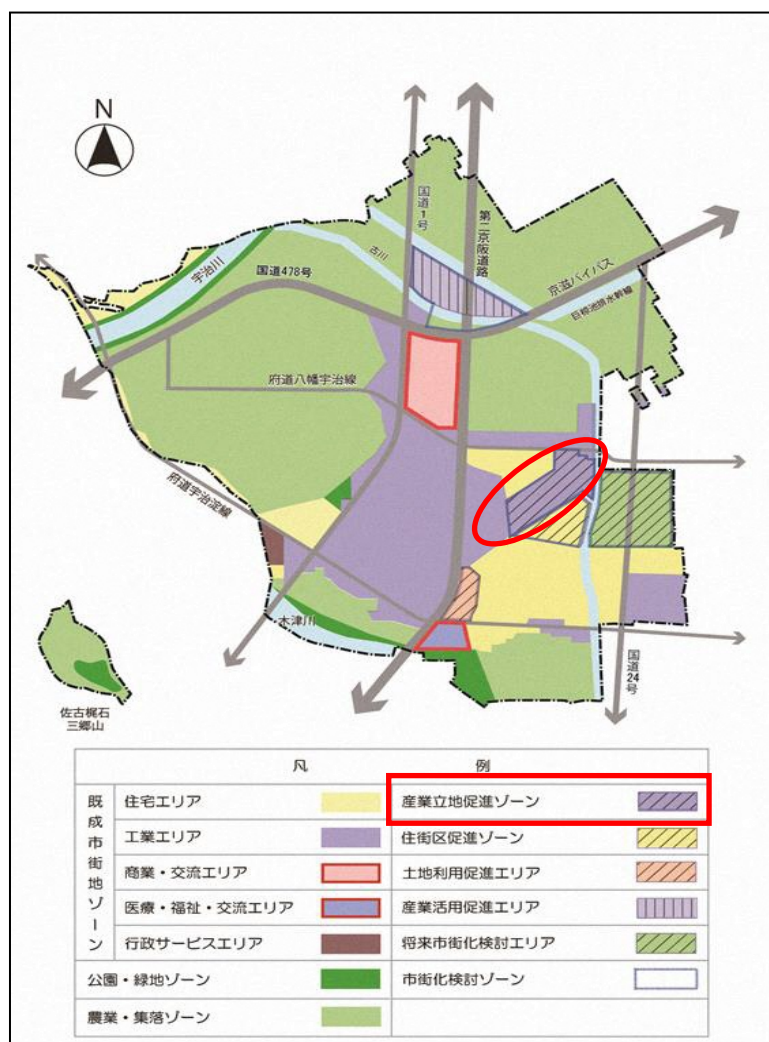 N
国道1号
第二京阪道路
宇治川
国道478号
古川
京滋バイパス
巨椋池排水幹線
府道八幡宇治線
府道宇治淀線
木津川
国道24号
佐古梶石
三郷山
凡例
既成市街地ゾーン
住宅エリア
産業立地促進ゾーン
工業エリア
住街区促進ゾーン
商業・交流エリア
土地利用促進エリア
医療・福祉・交流エリア
産業活用促進エリア
行政サービスエリア
将来市街化検討エリア
公園・緑地ゾーン
市街化検討ゾーン
農業・集落ゾーン